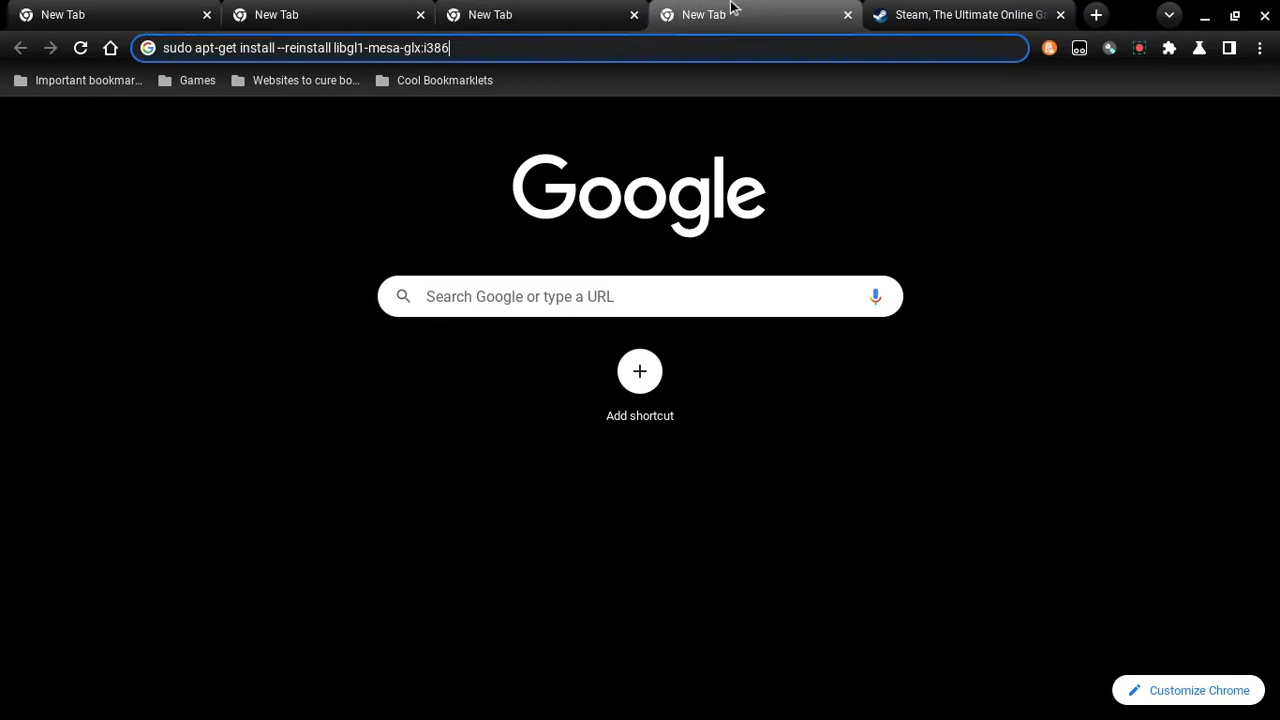 New Tab
New Tab
New Tab
New Tab
Steam, The Ultimate Online Ga
sudo apt-get install --reinstall libgl1-mesa-glx:i386
Important bookmar...
Games
Websites to cure bo...
Cool Bookmarklets
Google
Search Google or type a URL
Add shortcut
Customize Chrome